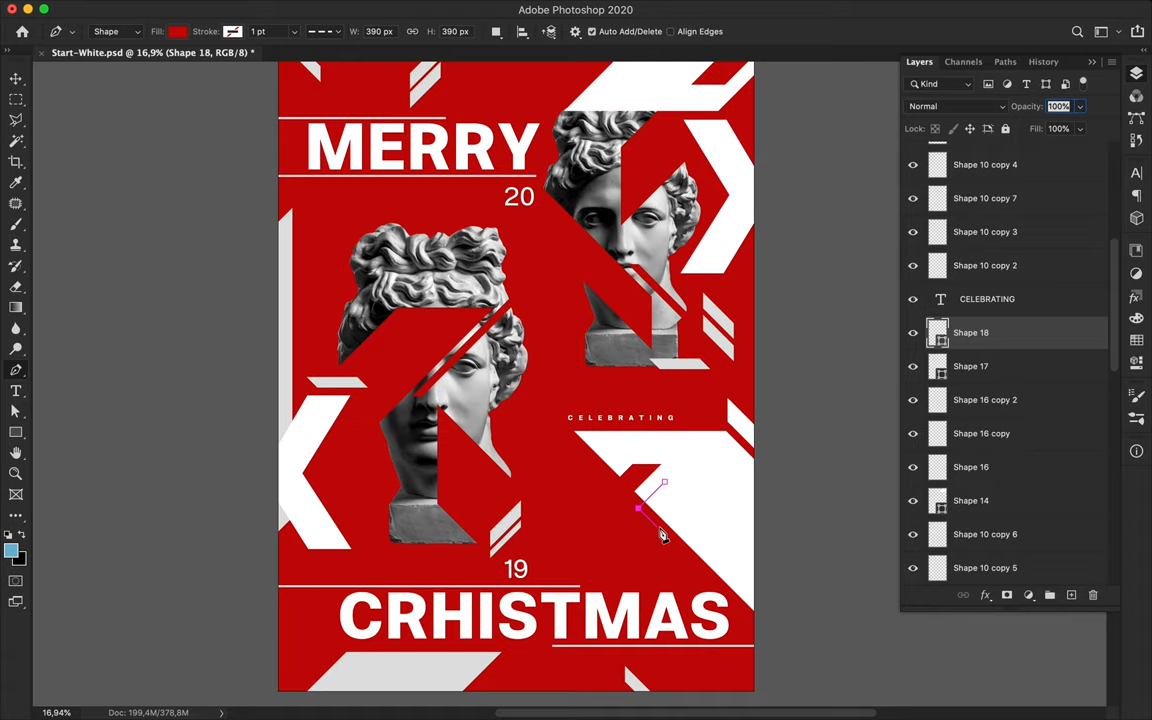 Adobe Photoshop 2020
Shape Fill: Stroke: 1 pt W: 390 px H: 390 px Auto Add/Delete Align Edges
Start-White.psd @ 16,9% (Shape 18, RGB/8) *
MERRY
20
CELEBRATING
19
CRHISTMAS
Layers Channels Paths History
Kind
Normal Opacity: 100%
Lock: Fill: 100%
Shape 10 copy 4
Shape 10 copy 7
Shape 10 copy 3
Shape 10 copy 2
CELEBRATING
Shape 18
Shape 17
Shape 16 copy 2
Shape 16 copy
Shape 16
Shape 14
Shape 10 copy 6
Shape 10 copy 5
16,94% Doc: 199,4M/378,8M